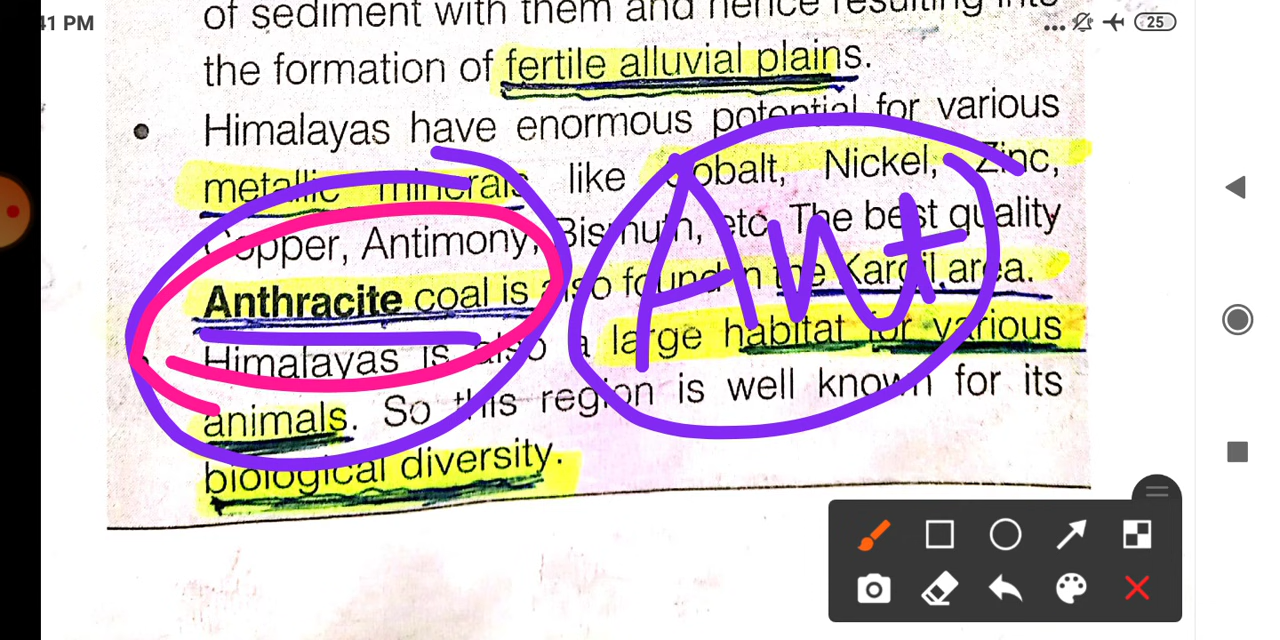 41 PM
25
of sediment with them and hence resulting into
the formation of fertile alluvial plains.
Himalayas have enormous potential for various
metallic minerals like Cobalt, Nickel, Zinc,
Copper, Antimony, Bismuth, etc. The best quality
Anthracite coal is also found in the Kargil area.
Himalayas is also a large habitat for various
animals. So this region is well known for its
biological diversity.
Ant